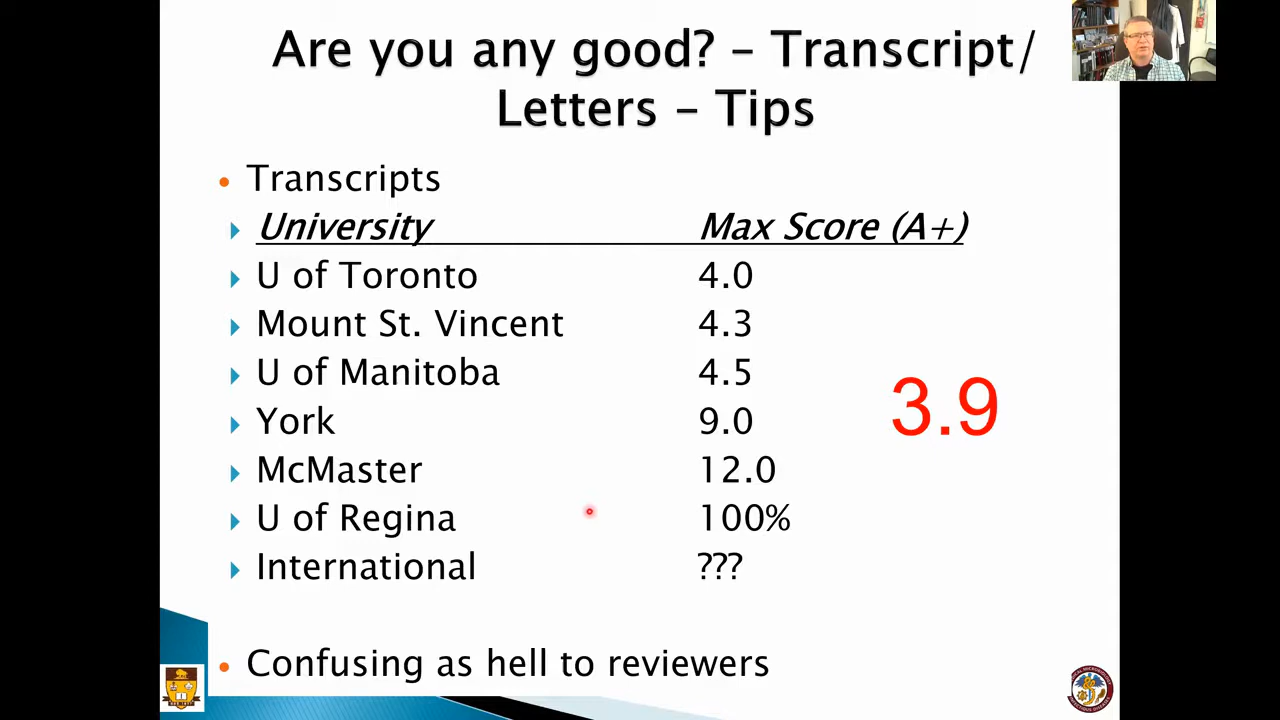 Are you any good? – Transcript/
Letters – Tips
Transcripts
University Max Score (A+)
U of Toronto 4.0
Mount St. Vincent 4.3
U of Manitoba 4.5
3.9
York 9.0
McMaster 12.0
U of Regina 100%
International ???
Confusing as hell to reviewers